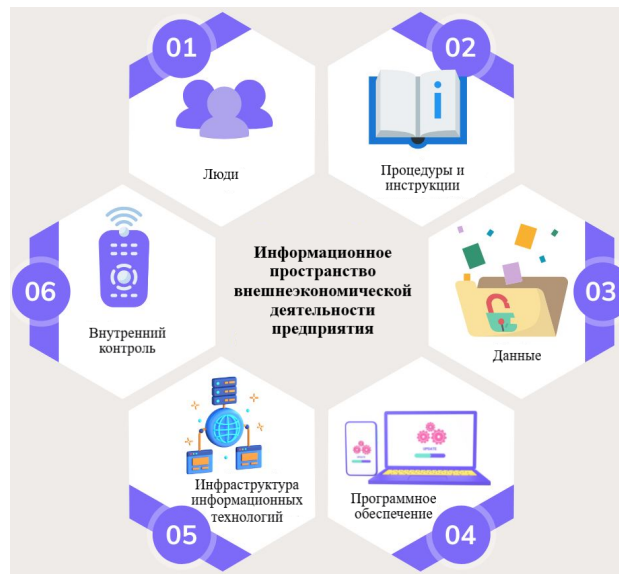 01
Люди
02
Процедуры и
инструкции
Информационное
пространство
внешнеэкономической
деятельности
предприятия
03
Данные
04
Программное
обеспечение
UPDATE
05
Инфраструктура
информационных
технологий
06
Внутренний
контроль